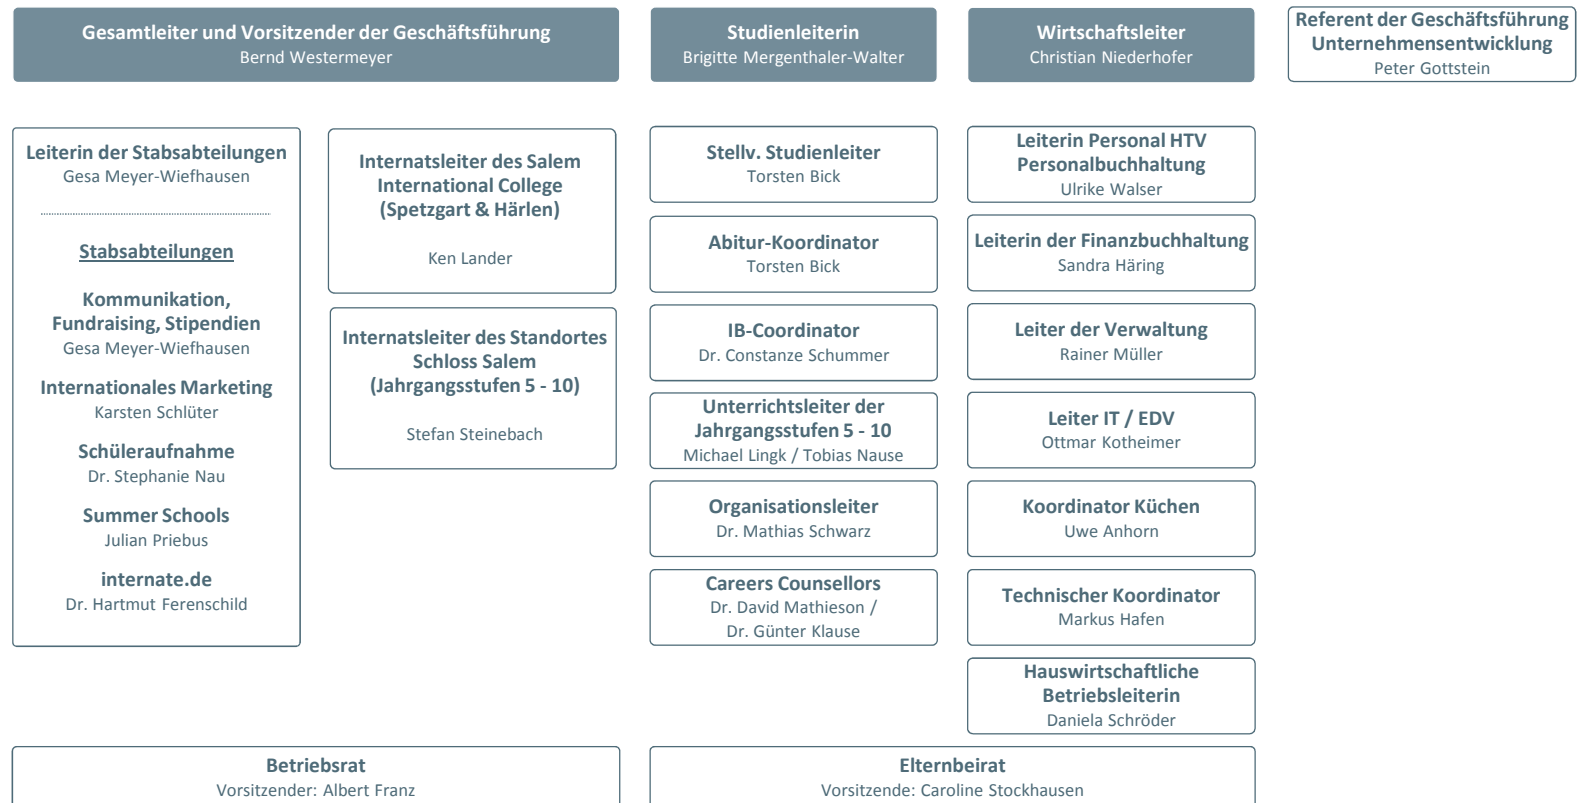 Gesamtleiter und Vorsitzender der Geschäftsführung
Bernd Westermeyer
Studienleiterin
Brigitte Mergenthaler-Walter
Wirtschaftsleiter
Christian Niederhofer
Referent der Geschäftsführung
Unternehmensentwicklung
Peter Gottstein
Leiterin der Stabsabteilungen
Gesa Meyer-Wiefhausen
Stabsabteilungen
Kommunikation,
Fundraising, Stipendien
Gesa Meyer-Wiefhausen
Internationales Marketing
Karsten Schlüter
Schüleraufnahme
Dr. Stephanie Nau
Summer Schools
Julian Priebus
internate.de
Dr. Hartmut Ferenschild
Internatsleiter des Salem
International College
(Spetzgart & Härlen)
Ken Lander
Internatsleiter des Standortes
Schloss Salem
(Jahrgangsstufen 5 - 10)
Stefan Steinebach
Stellv. Studienleiter
Torsten Bick
Abitur-Koordinator
Torsten Bick
IB-Coordinator
Dr. Constanze Schummer
Unterrichtsleiter der
Jahrgangsstufen 5 - 10
Michael Lingk / Tobias Nause
Organisationsleiter
Dr. Mathias Schwarz
Careers Counsellors
Dr. David Mathieson /
Dr. Günter Klause
Leiterin Personal HTV
Personalbuchhaltung
Ulrike Walser
Leiterin der Finanzbuchhaltung
Sandra Häring
Leiter der Verwaltung
Rainer Müller
Leiter IT / EDV
Ottmar Kotheimer
Koordinator Küchen
Uwe Anhorn
Technischer Koordinator
Markus Hafen
Hauswirtschaftliche
Betriebsleiterin
Daniela Schröder
Betriebsrat
Vorsitzender: Albert Franz
Elternbeirat
Vorsitzende: Caroline Stockhausen